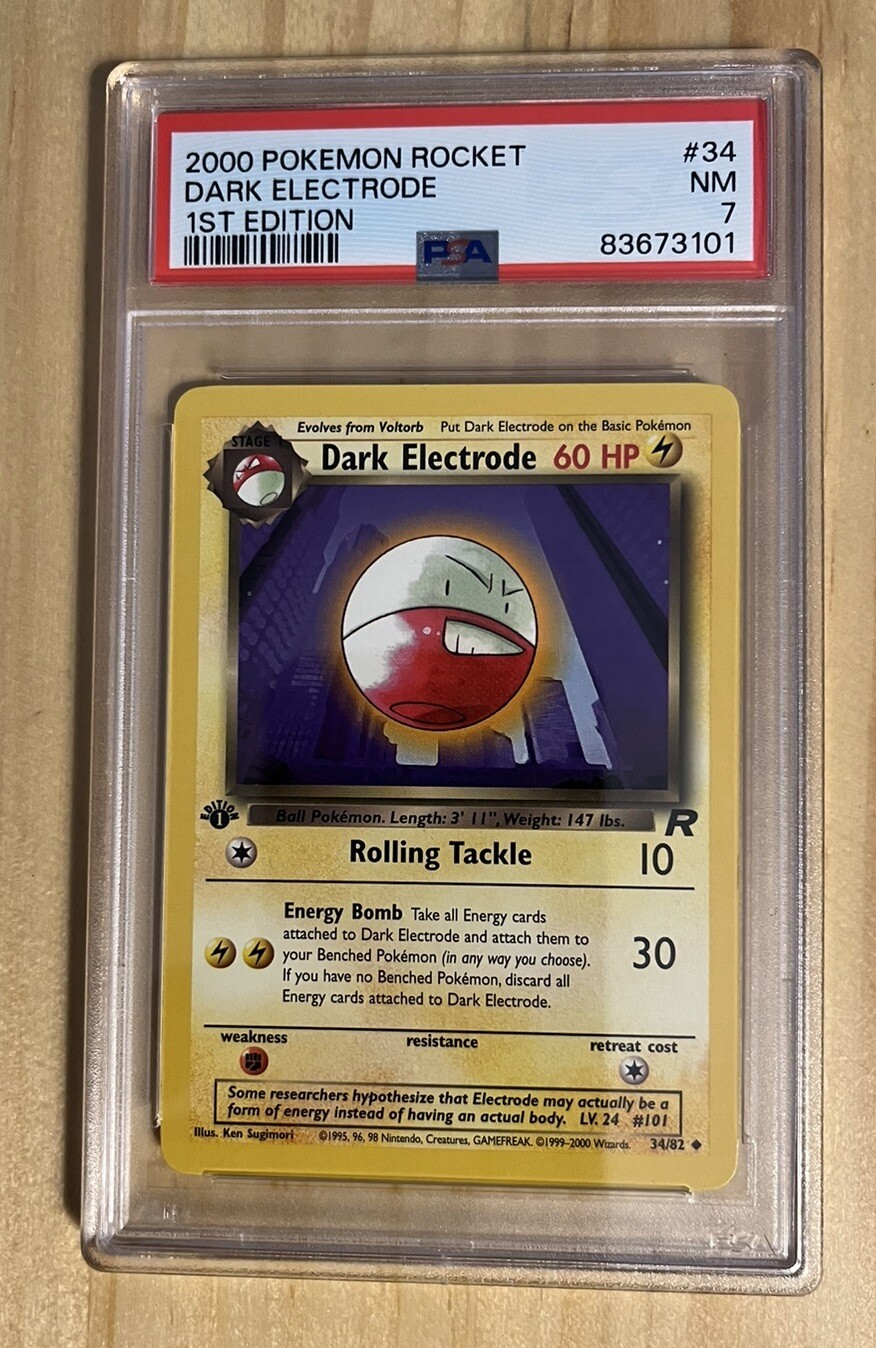 2000 POKEMON ROCKET #34
DARK ELECTRODE NM
1ST EDITION 7
PSA 83673101
Evolves from Voltorb Put Dark Electrode on the Basic Pokémon
STAGE 1
Dark Electrode 60 HP
EDITION
1
Ball Pokémon. Length: 3' 11", Weight: 147 lbs.
R
Rolling Tackle 10
Energy Bomb Take all Energy cards
attached to Dark Electrode and attach them to
your Benched Pokémon (in any way you choose). 30
If you have no Benched Pokémon, discard all
Energy cards attached to Dark Electrode.
weakness resistance retreat cost
Some researchers hypothesize that Electrode may actually be a
form of energy instead of having an actual body. LV. 24 #101
Illus. Ken Sugimori ©1995, 96, 98 Nintendo, Creatures, GAMEFREAK. ©1999-2000 Wizards. 34/82
PSA